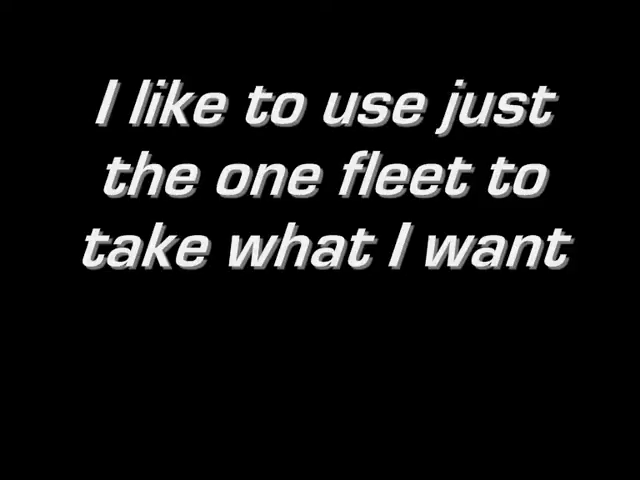 I like to use just
the one fleet to
take what I want